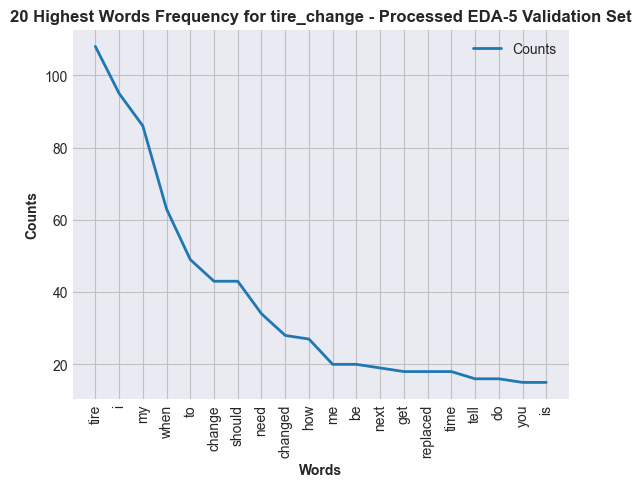 20 Highest Words Frequency for tire_change - Processed EDA-5 Validation Set
Counts
100
80
60
40
20
Counts
tire
i
my
when
to
change
should
need
changed
how
me
be
next
get
replaced
time
tell
do
you
is
Words